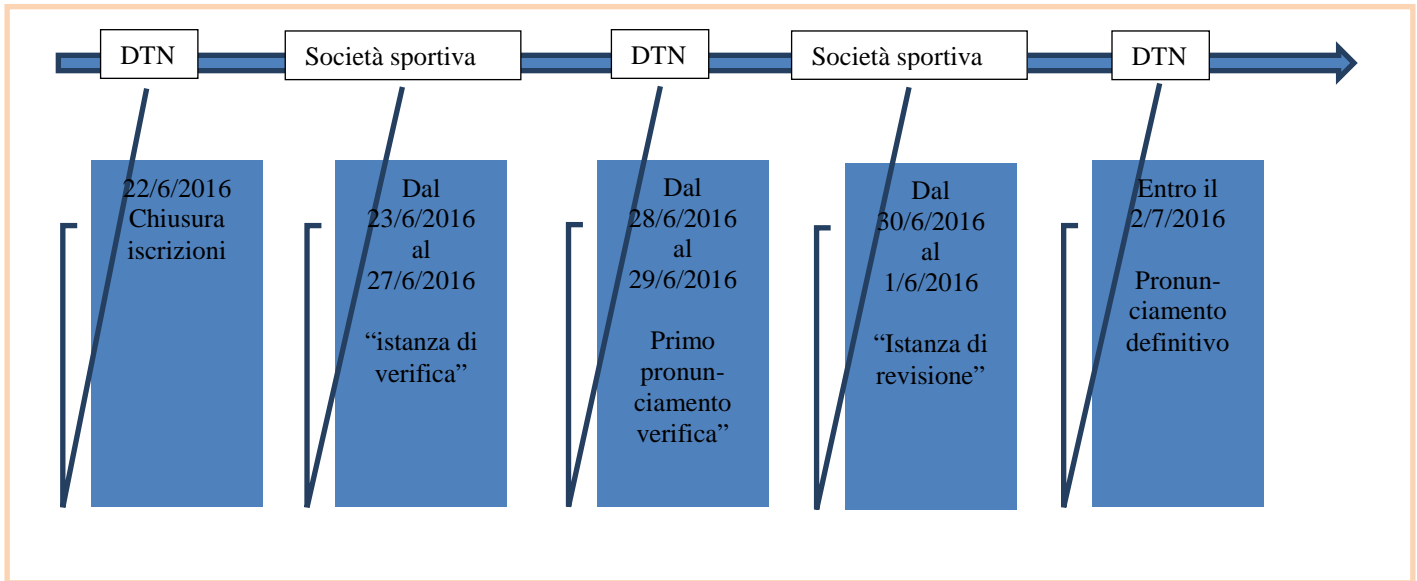 DTN
Società sportiva
DTN
Società sportiva
DTN
22/6/2016
Chiusura
iscrizioni
Dal
23/6/2016
al
27/6/2016
“istanza di
verifica”
Dal
28/6/2016
al
29/6/2016
Primo
pronun-
ciamento
verifica”
Dal
30/6/2016
al
1/6/2016
“Istanza di
revisione”
Entro il
2/7/2016
Pronun-
ciamento
definitivo